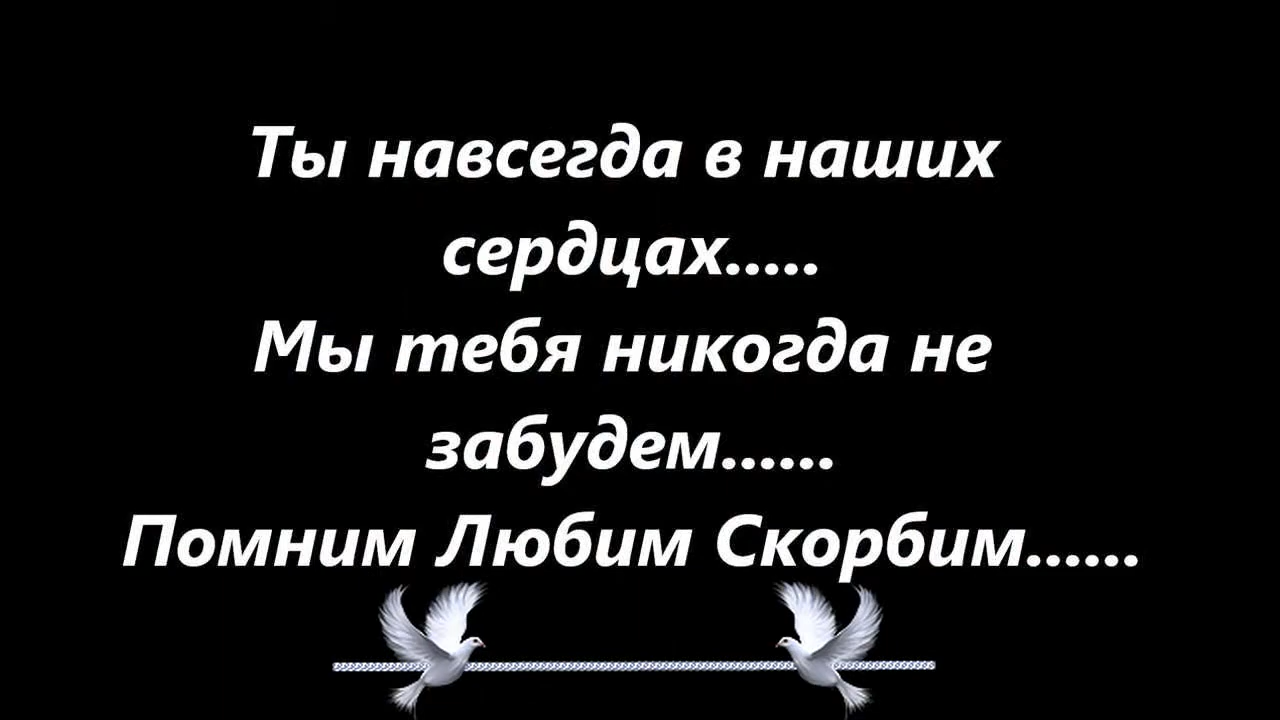 Ты навсегда в наших
сердцах.....
Мы тебя никогда не
забудем......
Помним Любим Скорбим......